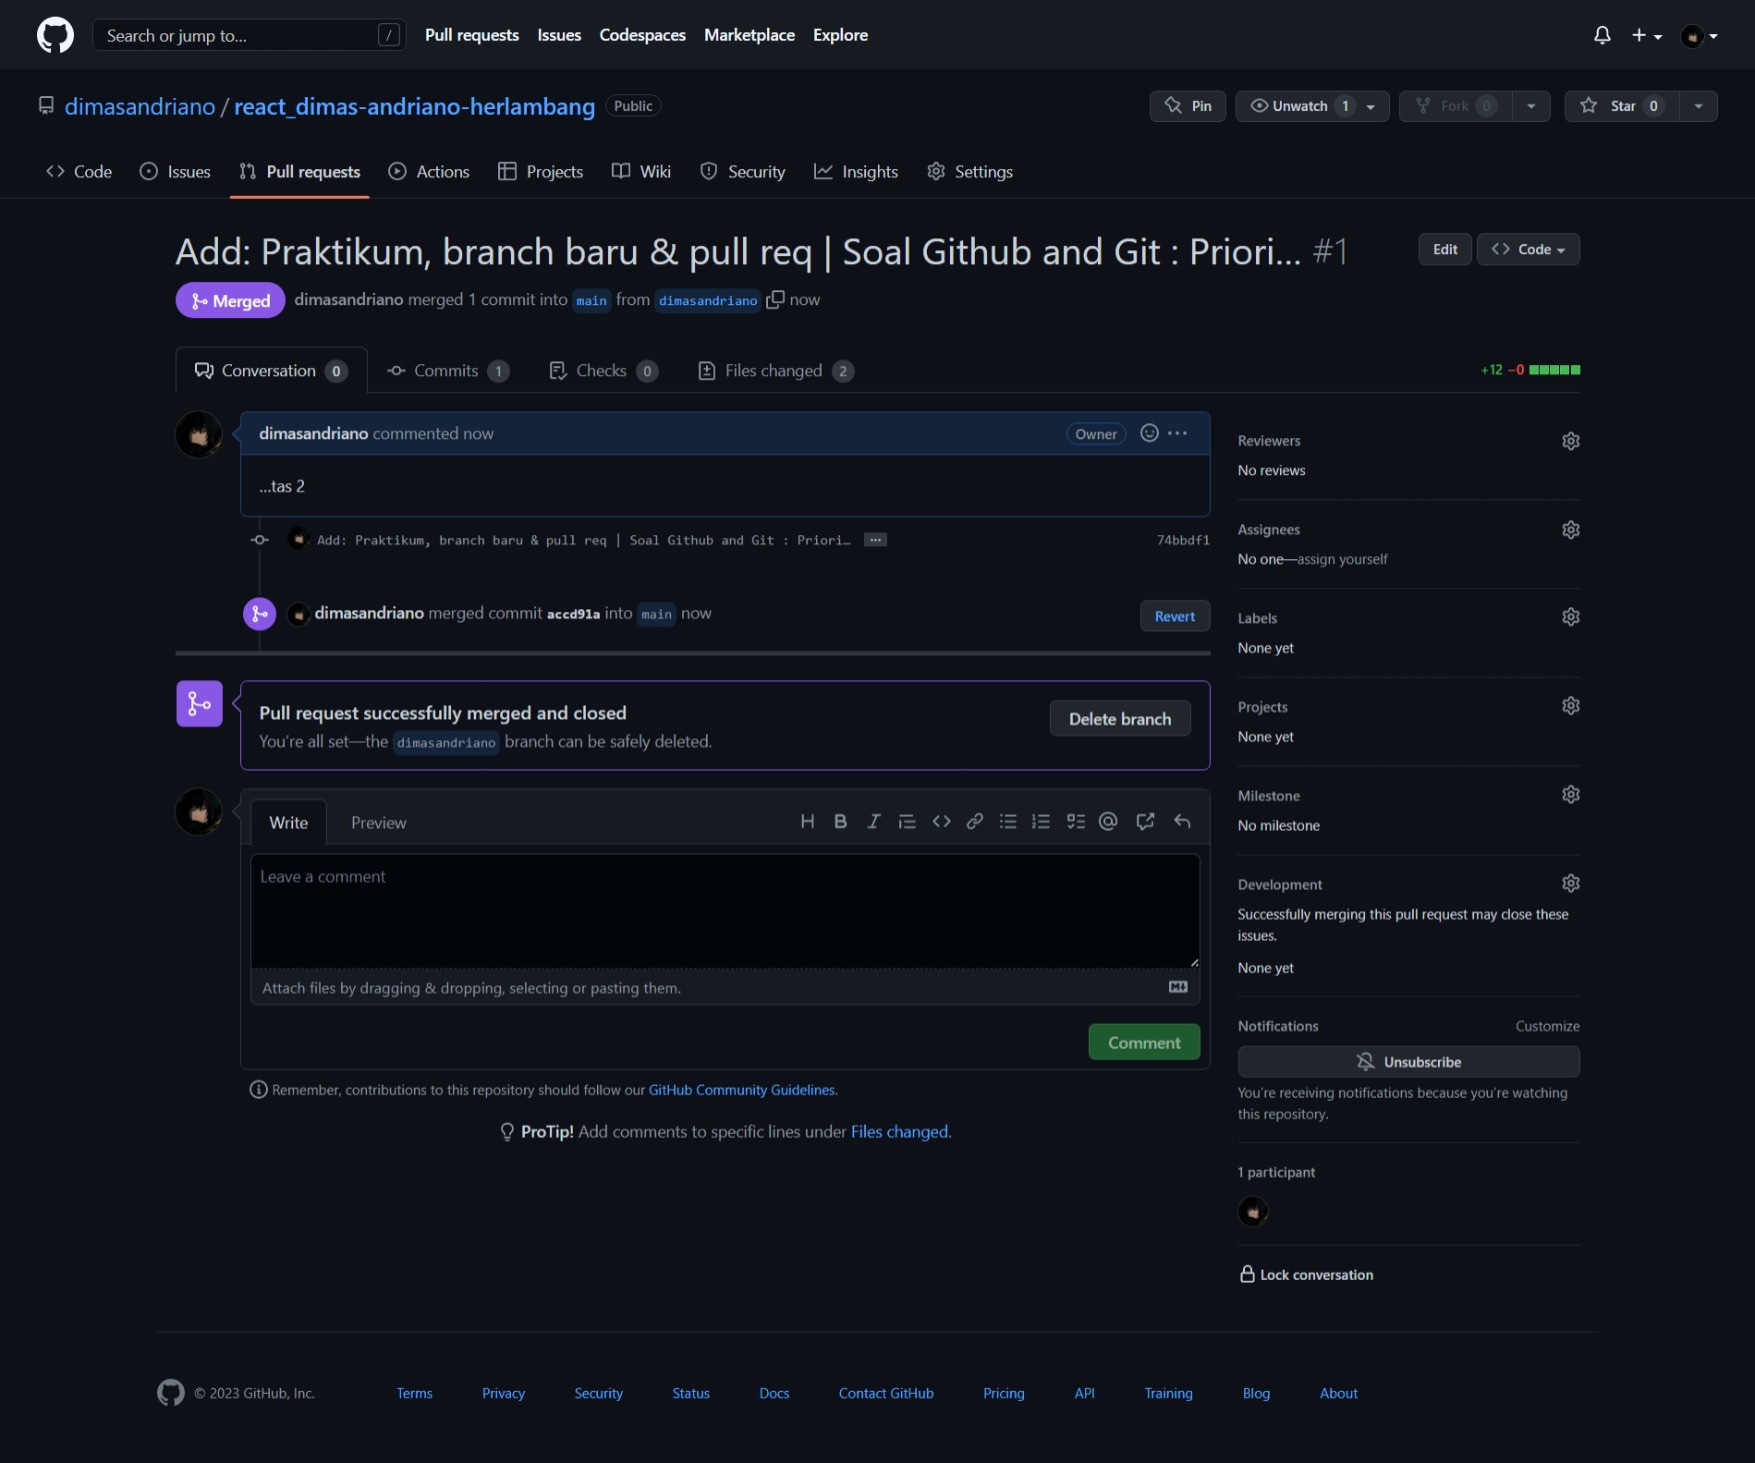 Search or jump to... /
Pull requests Issues Codespaces Marketplace Explore
dimasandriano / react_dimas-andriano-herlambang Public
Pin Unwatch 1 Fork 0 Star 0
Code Issues Pull requests Actions Projects Wiki Security Insights Settings
Add: Praktikum, branch baru & pull req | Soal Github and Git : Priori... #1
Edit Code
Merged dimasandriano merged 1 commit into main from dimasandriano now
Conversation 0 Commits 1 Checks 0 Files changed 2
+12 −0
dimasandriano commented now Owner ...
...tas 2
Add: Praktikum, branch baru & pull req | Soal Github and Git : Priori… ... 74bbdf1
dimasandriano merged commit accd91a into main now
Revert
Pull request successfully merged and closed
You're all set—the dimasandriano branch can be safely deleted.
Delete branch
Write Preview
H B I @
Leave a comment
Attach files by dragging & dropping, selecting or pasting them.
Comment
Remember, contributions to this repository should follow our GitHub Community Guidelines.
ProTip! Add comments to specific lines under Files changed.
Reviewers
No reviews
Assignees
No one—assign yourself
Labels
None yet
Projects
None yet
Milestone
No milestone
Development
Successfully merging this pull request may close these
issues.
None yet
Notifications Customize
Unsubscribe
You're receiving notifications because you're watching
this repository.
1 participant
Lock conversation
© 2023 GitHub, Inc. Terms Privacy Security Status Docs Contact GitHub Pricing API Training Blog About